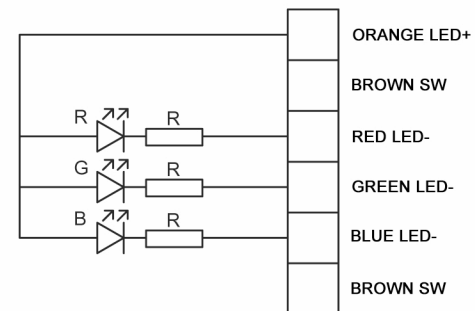 ORANGE LED+
BROWN SW
R R
RED LED-
G R
GREEN LED-
B R
BLUE LED-
BROWN SW